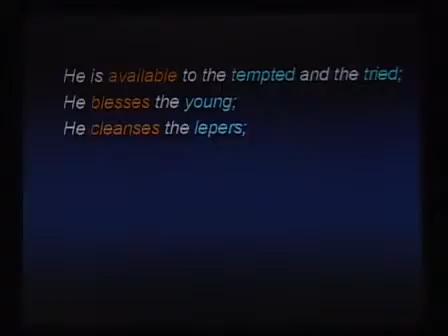 He is available to the tempted and the tried;
He blesses the young;
He cleanses the lepers;